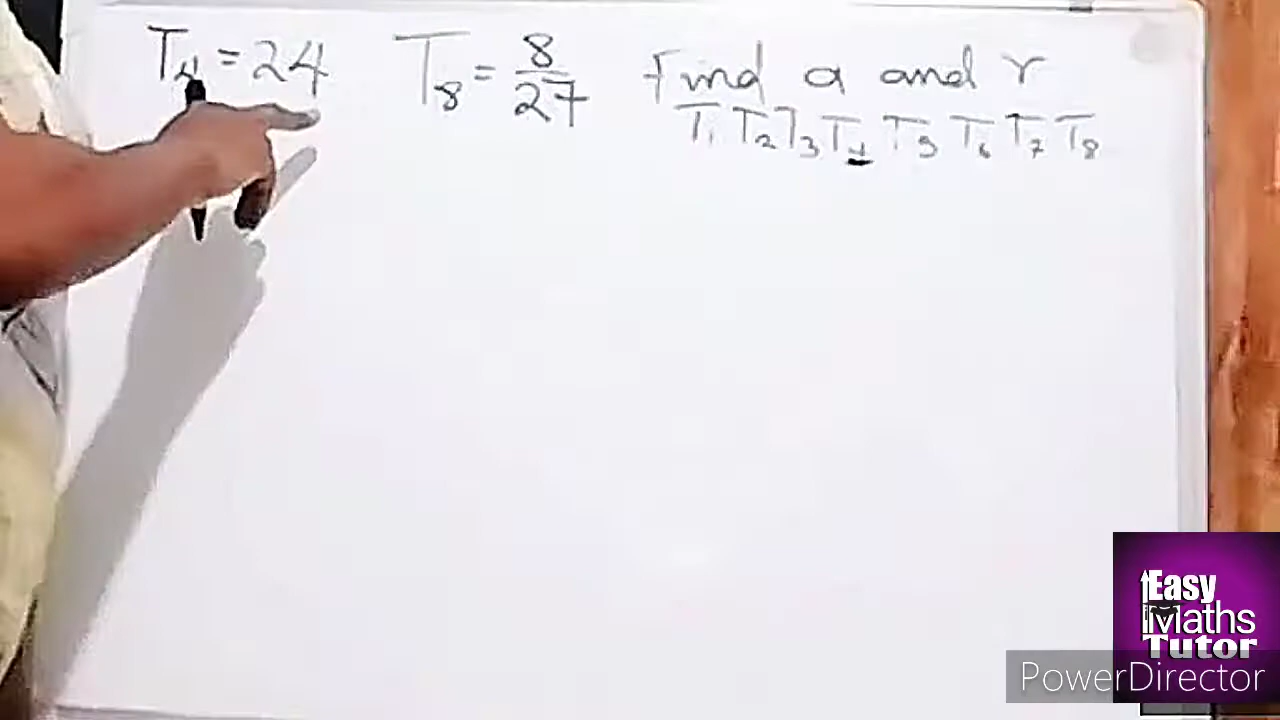 T₄ = 24 T₈ = 8/27 Find a and r
T₁ T₂ T₃ T₄ T₅ T₆ T₇ T₈
Easy
Maths
Tutor
PowerDirector